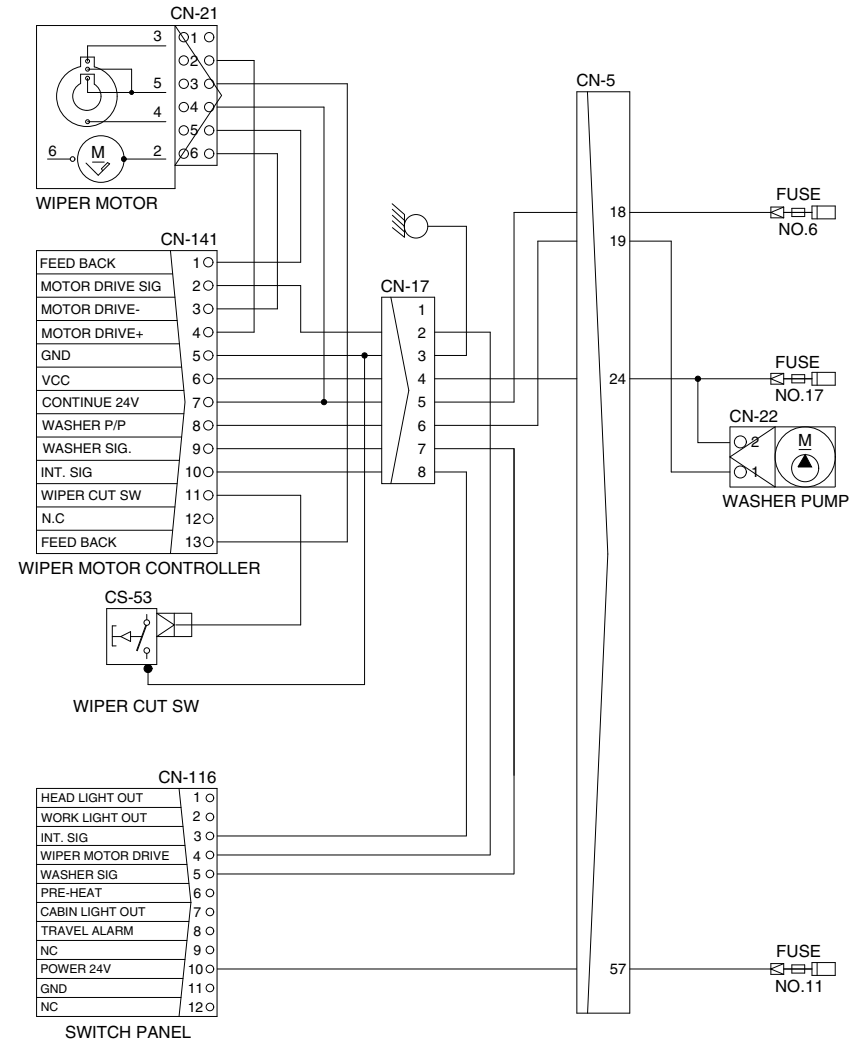 CN-21
3
1
2
5
3
4
4
5
6
M
2
6
WIPER MOTOR
CN-5
18
FUSE
NO.6
19
CN-141
FEED BACK 1
MOTOR DRIVE SIG 2
MOTOR DRIVE- 3
MOTOR DRIVE+ 4
GND 5
VCC 6
CONTINUE 24V 7
WASHER P/P 8
WASHER SIG. 9
INT. SIG 10
WIPER CUT SW 11
N.C 12
FEED BACK 13
WIPER MOTOR CONTROLLER
CN-17
1
2
3
4
5
6
7
8
24
FUSE
NO.17
CN-22
2
M
1
WASHER PUMP
CS-53
WIPER CUT SW
CN-116
HEAD LIGHT OUT 1
WORK LIGHT OUT 2
INT. SIG 3
WIPER MOTOR DRIVE 4
WASHER SIG 5
PRE-HEAT 6
CABIN LIGHT OUT 7
TRAVEL ALARM 8
NC 9
POWER 24V 10
GND 11
NC 12
SWITCH PANEL
57
FUSE
NO.11